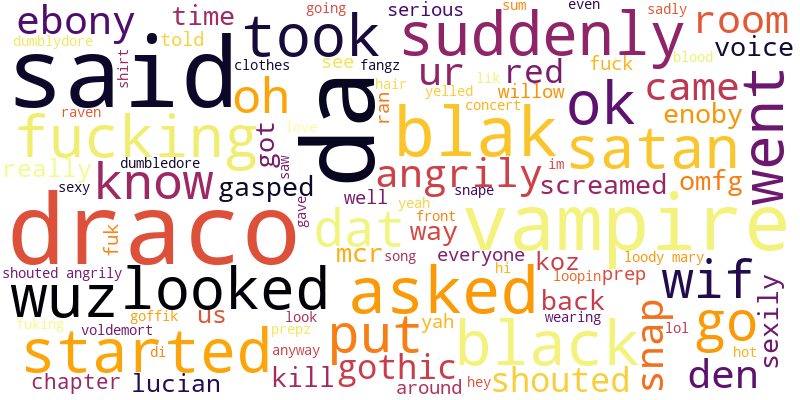 going sum even
ebony time serious sadly
dumblydore told took suddenly room
said shirt see clothes fangz fuck blood voice
oh da ur red
raven hair ran yelled lik willow ok came
fucking got love concert blak enoby
really dumbledore saw satan went
sexy know gasped angrily im screamed omfg
draco gave well snape
fuk dat yeah front vampire
mcr song way everyone
shouted angrily looked hi koz loopin prep loody mary wif
wuz asked back
goffik us look yah wearing snap go sexily
fuking voldemort prepz put black lol
started di anyway gothic hot
chapter lucian kill around hey shouted den